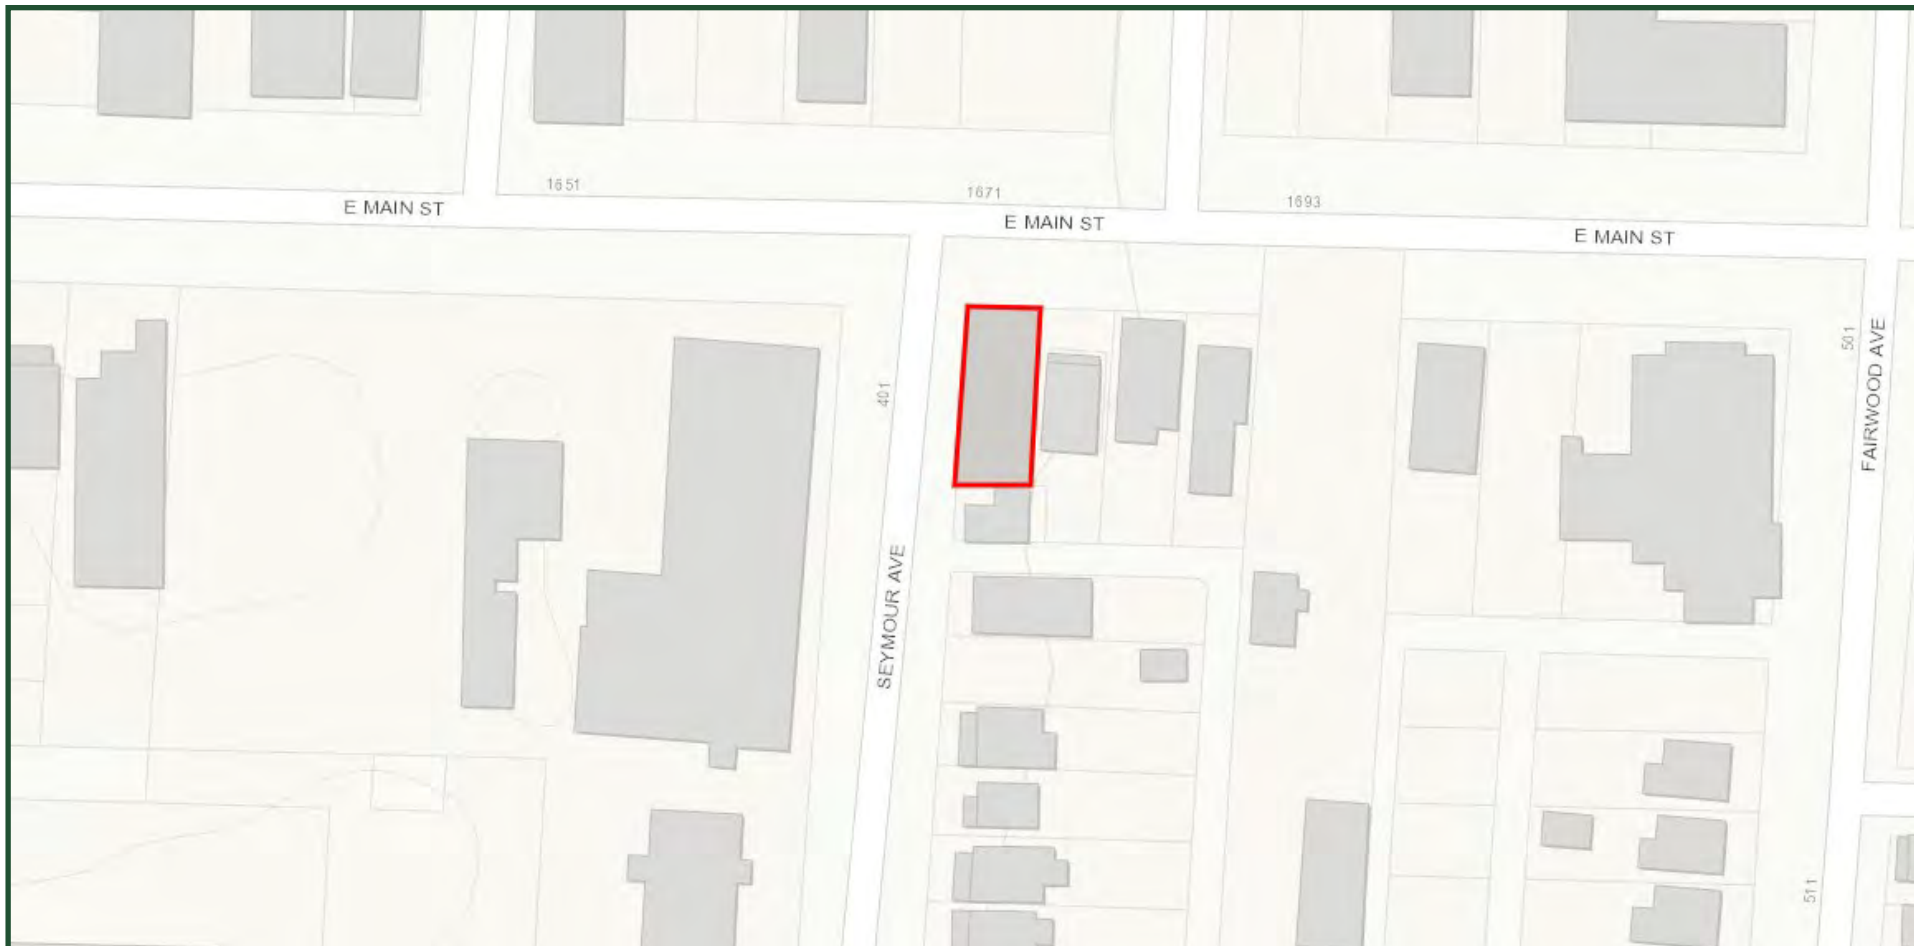 1651
1671
1693
E MAIN ST
E MAIN ST
E MAIN ST
401
501
FAIRWOOD AVE
SEYMOUR AVE
511